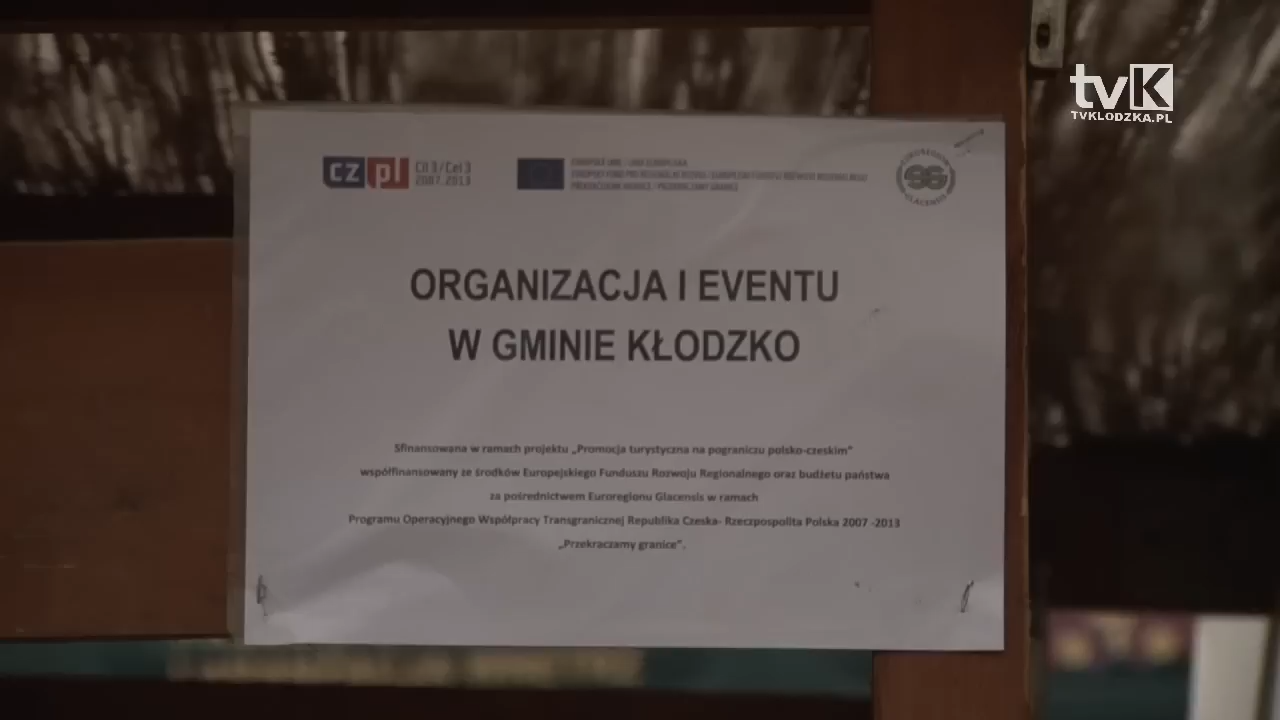 tvK
TVKLODZKA.PL
cz pl Cíl 3 / Cel 3
2007-2013
EUROREGION
GLACENSIS
ORGANIZACJA I EVENTU
W GMINIE KŁODZKO
Sfinansowana w ramach projektu „Promocja turystyczna na pograniczu polsko-czeskim”
współfinansowany ze środków Europejskiego Funduszu Rozwoju Regionalnego oraz budżetu państwa
za pośrednictwem Euroregionu Glacensis w ramach
Programu Operacyjnego Współpracy Transgranicznej Republika Czeska- Rzeczpospolita Polska 2007 -2013
„Przekraczamy granice”.